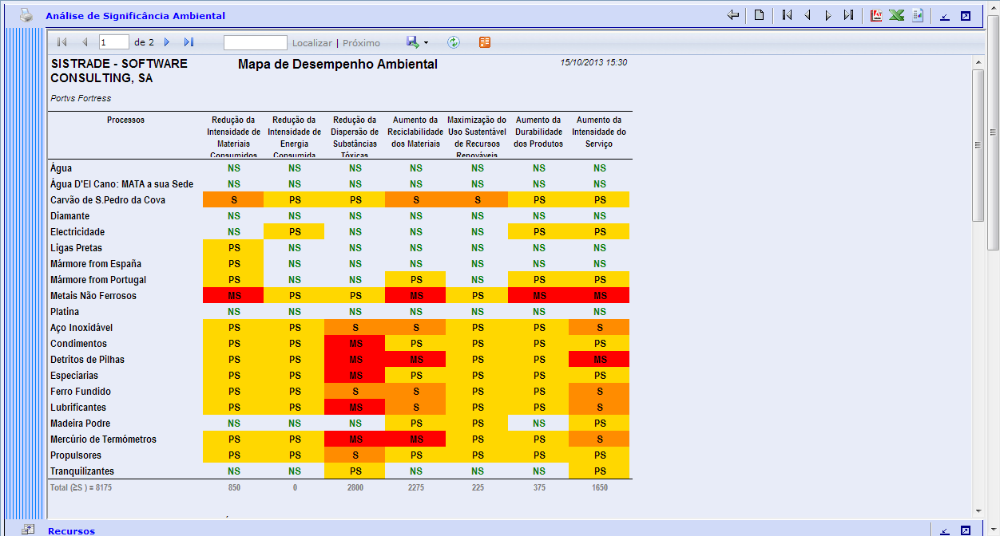 Análise de Significância Ambiental
1 de 2 Localizar | Próximo
SISTRADE - SOFTWARE CONSULTING, SA
Mapa de Desempenho Ambiental
15/10/2013 15:30
Portvs Fortress
Processos Redução da Intensidade de Materiais Consumidos Redução da Intensidade de Energia Consumida Redução da Dispersão de Substâncias Tóxicas Aumento da Reciclabilidade dos Materiais Maximização do Uso Sustentável de Recursos Renováveis Aumento da Durabilidade dos Produtos Aumento da Intensidade do Serviço
Água NS NS NS NS NS NS NS
Água D'El Cano: MATA a sua Sede NS NS NS NS NS NS NS
Carvão de S.Pedro da Cova S PS PS S S PS PS
Diamante NS NS NS NS NS NS NS
Electricidade NS PS NS NS NS PS PS
Ligas Pretas PS NS NS NS NS NS NS
Mármore from España PS NS NS NS NS NS NS
Mármore from Portugal PS NS NS PS NS PS PS
Metais Não Ferrosos MS PS PS MS PS MS MS
Platina NS NS NS NS NS NS NS
Aço Inoxidável PS PS S S PS PS S
Condimentos PS PS MS PS PS PS PS
Detritos de Pilhas PS PS MS MS PS PS MS
Especiarias PS PS MS PS PS PS PS
Ferro Fundido PS PS S S PS PS S
Lubrificantes PS PS MS S PS PS S
Madeira Podre NS NS NS PS PS NS PS
Mercúrio de Termómetros PS PS MS MS PS PS S
Propulsores PS PS S PS PS PS PS
Tranquilizantes NS NS PS NS NS NS PS
Total (≥S ) = 8175 850 0 2800 2275 225 375 1650
Recursos